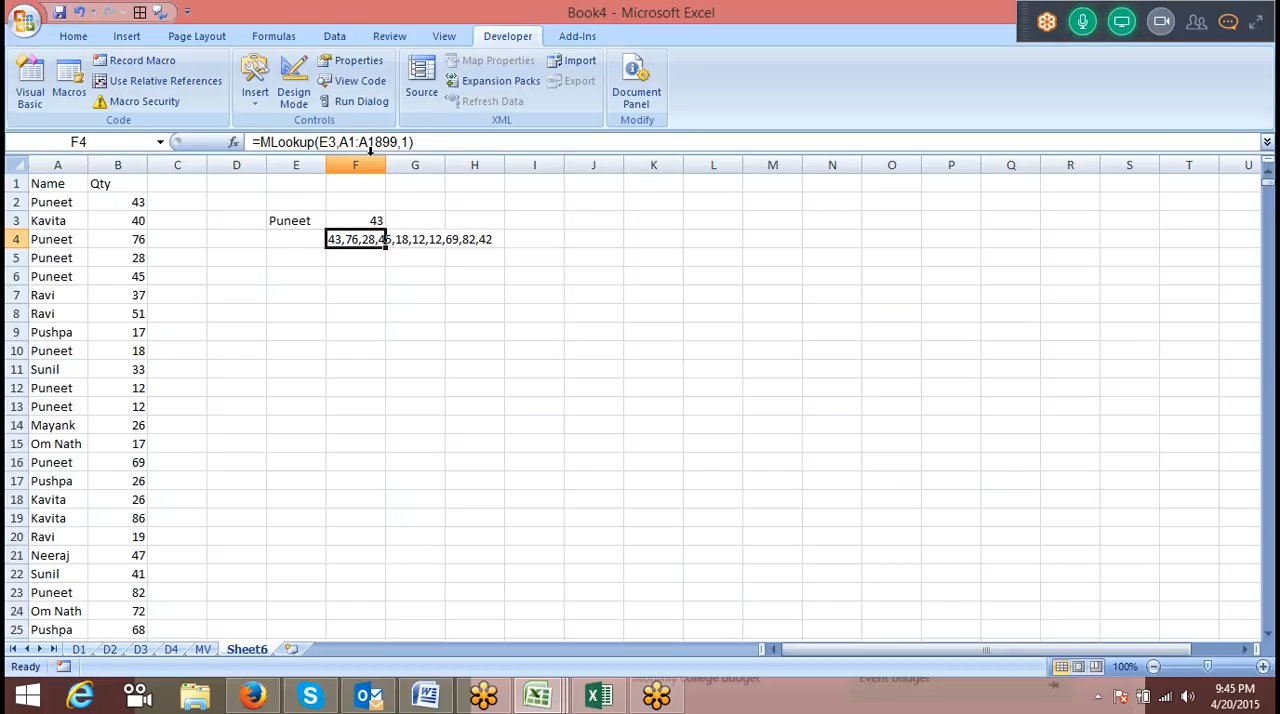 Book4 - Microsoft Excel
Home Insert Page Layout Formulas Data Review View Developer Add-Ins
Visual Basic
Macros
Record Macro
Use Relative References
Macro Security
Code
Insert
Design Mode
Properties
View Code
Run Dialog
Controls
Source
Map Properties
Expansion Packs
Refresh Data
Import
Export
XML
Document Panel
Modify
F4 fx =MLookup(E3,A1:A1899,1)
A B C D E F G H I J K L M N O P Q R S T U
1 Name Qty
2 Puneet 43
3 Kavita 40 Puneet 43
4 Puneet 76 43,76,28,45,18,12,12,69,82,42
5 Puneet 28
6 Puneet 45
7 Ravi 37
8 Ravi 51
9 Pushpa 17
10 Puneet 18
11 Sunil 33
12 Puneet 12
13 Puneet 12
14 Mayank 26
15 Om Nath 17
16 Puneet 69
17 Pushpa 26
18 Kavita 26
19 Kavita 86
20 Ravi 19
21 Neeraj 47
22 Sunil 41
23 Puneet 82
24 Om Nath 72
25 Pushpa 68
D1 D2 D3 D4 MV Sheet6
Ready 100%
Monthly college budget Event budget
9:45 PM
4/20/2015